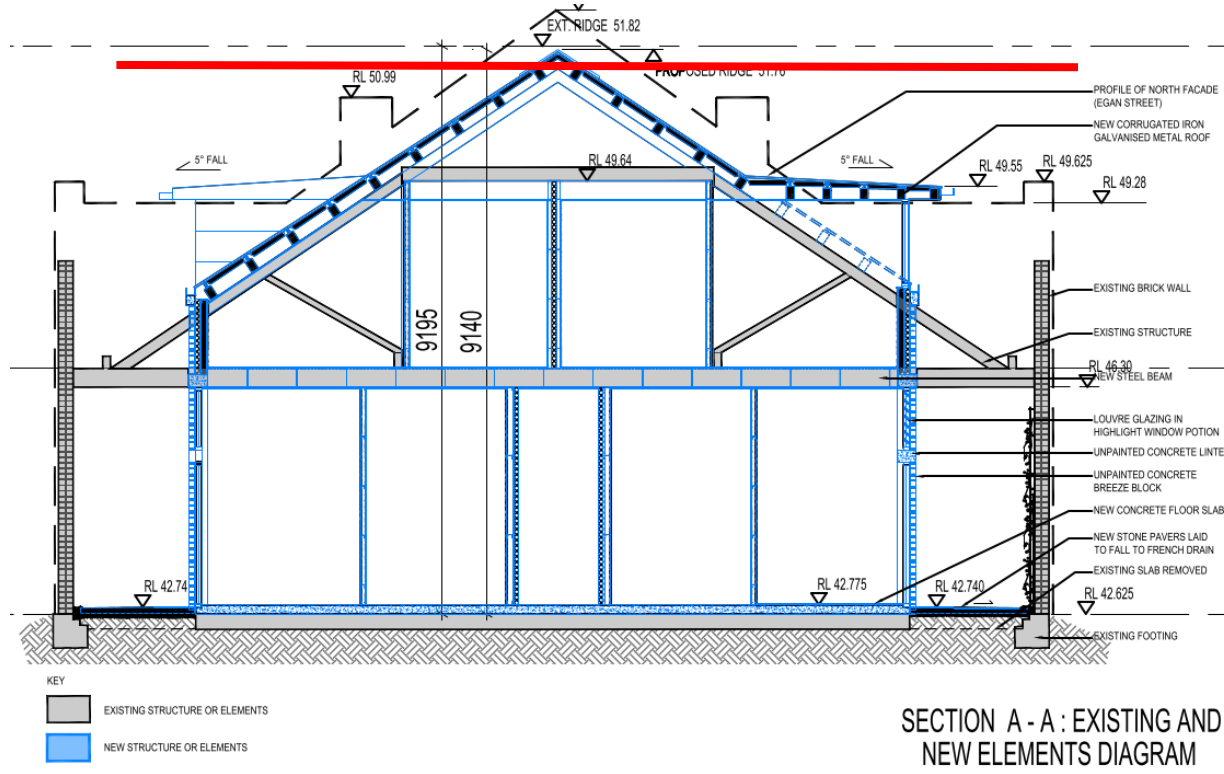 EXT. RIDGE 51.82
PROPOSED RIDGE 51.76
RL 50.99
PROFILE OF NORTH FACADE
(EGAN STREET)
NEW CORRUGATED IRON
GALVANISED METAL ROOF
5° FALL
RL 49.64
5° FALL
RL 49.55
RL 49.625
RL 49.28
EXISTING BRICK WALL
9195
9140
EXISTING STRUCTURE
RL 46.30
NEW STEEL BEAM
LOUVRE GLAZING IN
HIGHLIGHT WINDOW POTION
UNPAINTED CONCRETE LINTE
UNPAINTED CONCRETE
BREEZE BLOCK
NEW CONCRETE FLOOR SLAB
NEW STONE PAVERS LAID
TO FALL TO FRENCH DRAIN
EXISTING SLAB REMOVED
RL 42.74
RL 42.775
RL 42.740
RL 42.625
EXISTING FOOTING
KEY
EXISTING STRUCTURE OR ELEMENTS
NEW STRUCTURE OR ELEMENTS
SECTION A - A : EXISTING AND
NEW ELEMENTS DIAGRAM